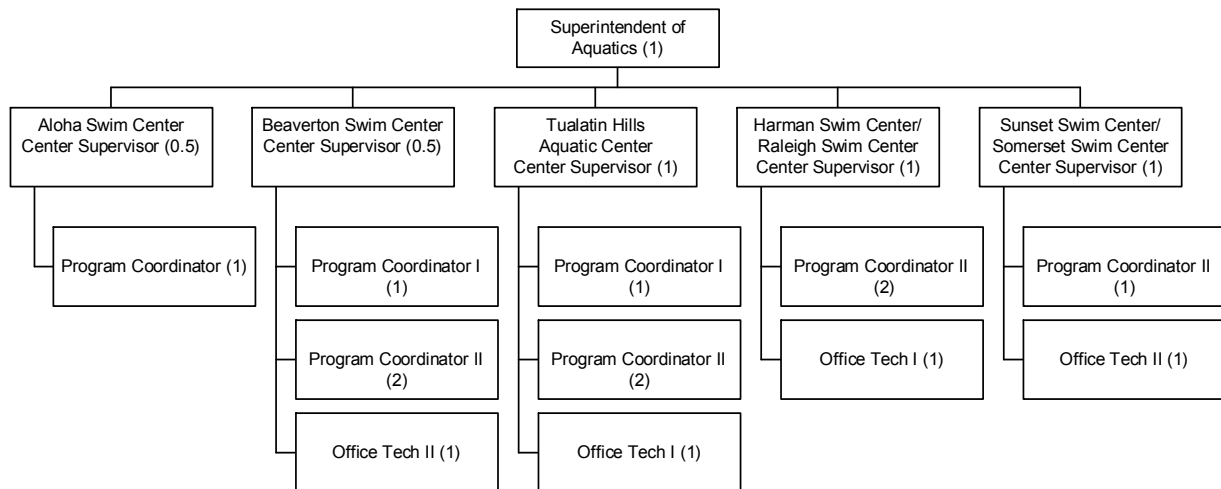 Superintendent of
Aquatics (1)
Aloha Swim Center
Center Supervisor (0.5)
Beaverton Swim Center
Center Supervisor (0.5)
Tualatin Hills
Aquatic Center
Center Supervisor (1)
Harman Swim Center/
Raleigh Swim Center
Center Supervisor (1)
Sunset Swim Center/
Somerset Swim Center
Center Supervisor (1)
Program Coordinator (1)
Program Coordinator I
(1)
Program Coordinator II
(2)
Office Tech II (1)
Program Coordinator I
(1)
Program Coordinator II
(2)
Office Tech I (1)
Program Coordinator II
(2)
Office Tech I (1)
Program Coordinator II
(1)
Office Tech II (1)